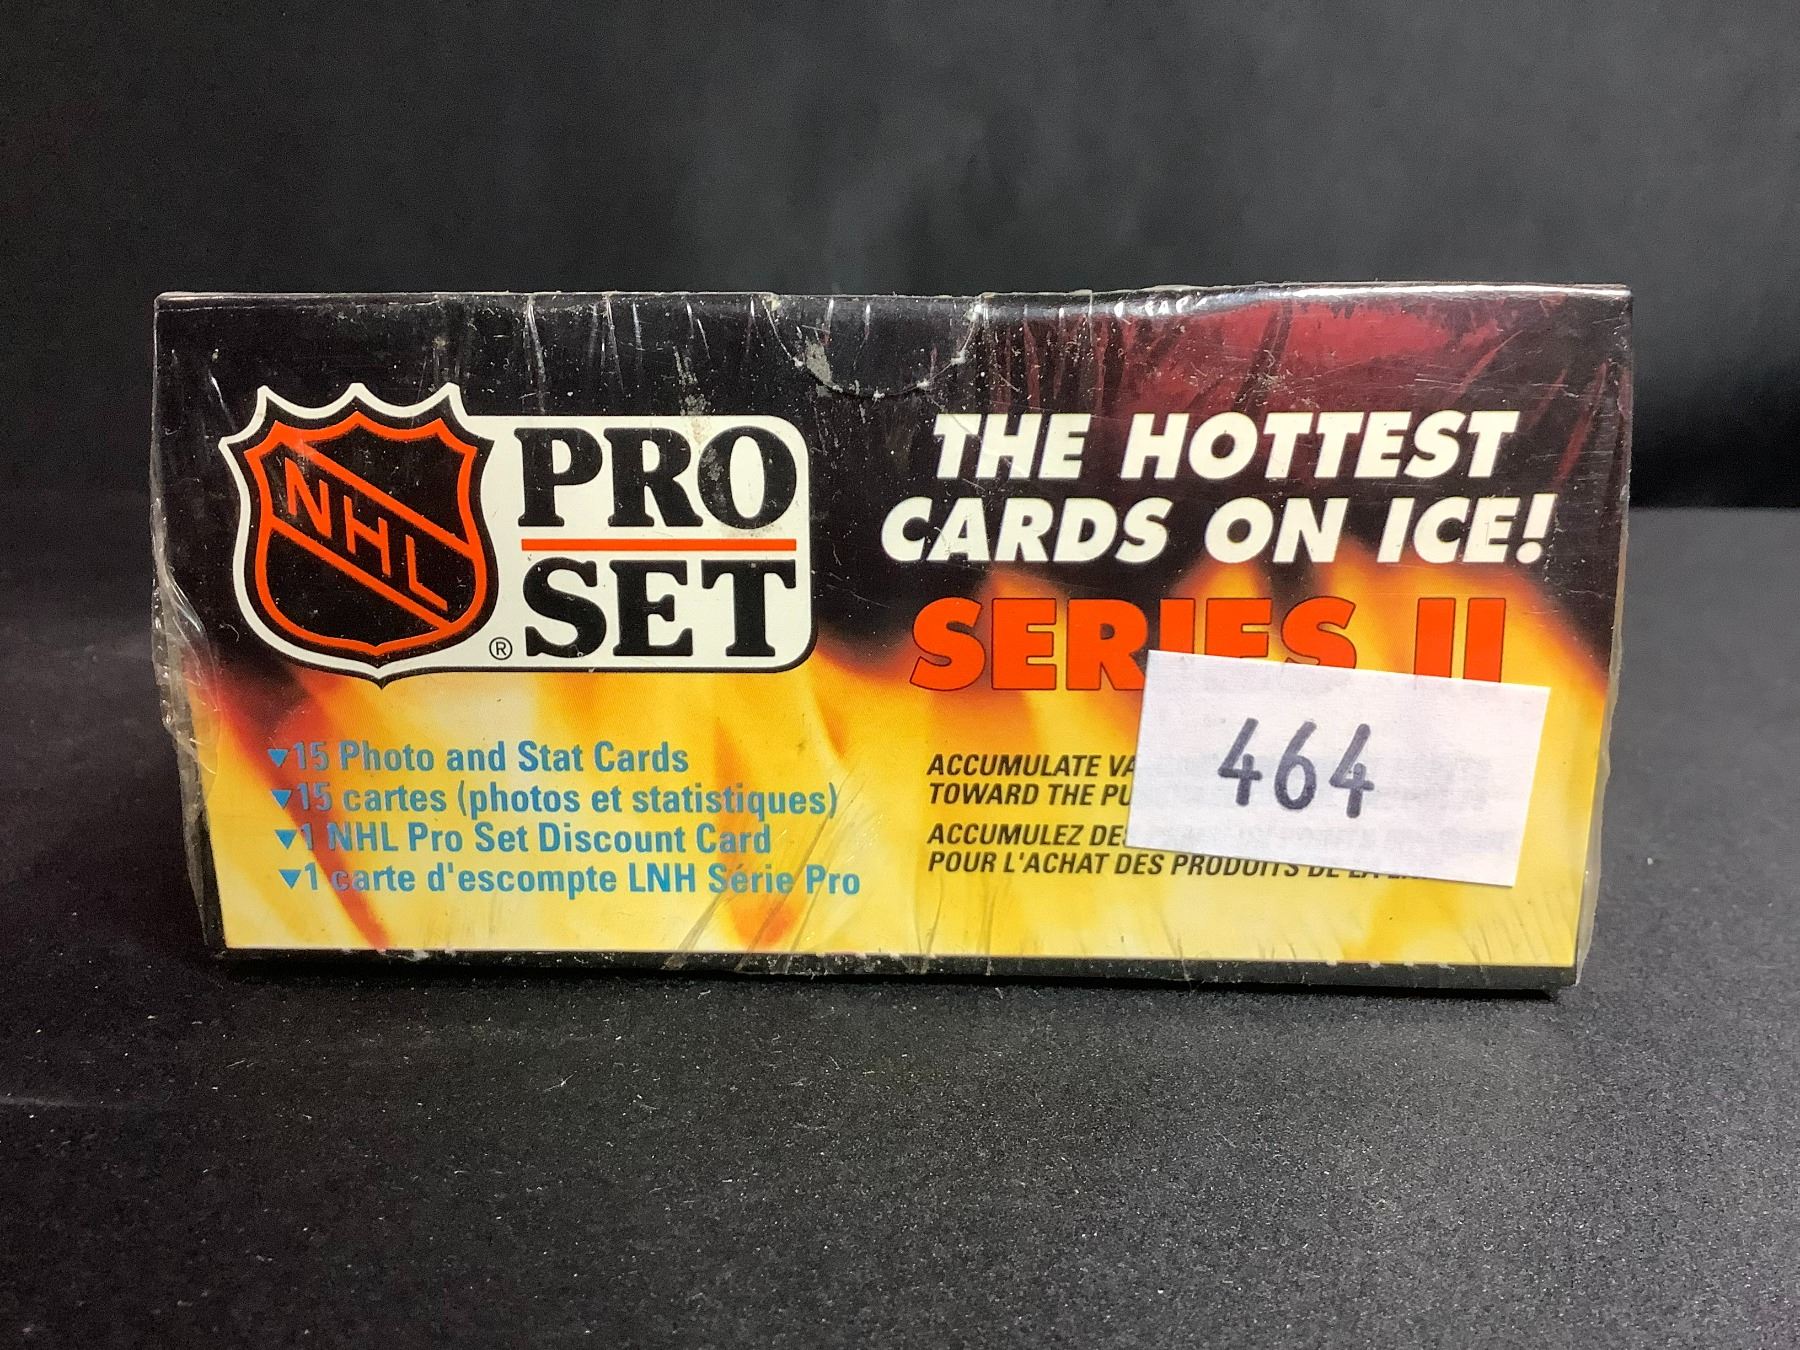 NHL
PRO
SET
®
THE HOTTEST
CARDS ON ICE!
SERIES II
▼15 Photo and Stat Cards
▼15 cartes (photos et statistiques)
▼1 NHL Pro Set Discount Card
▼1 carte d'escompte LNH Série Pro
ACCUMULATE
TOWARD THE
ACCUMULEZ
POUR L'ACHAT DES PRODUITS DE
464